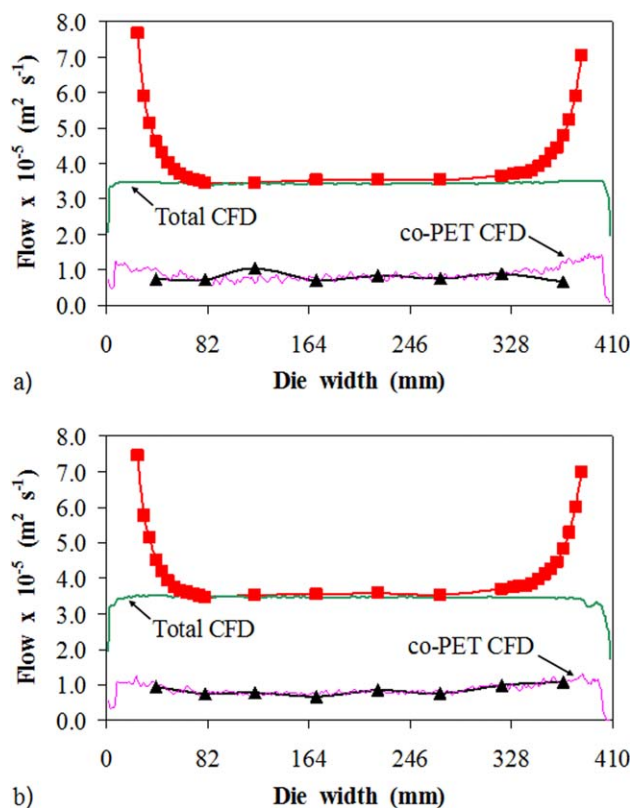 8.0
7.0
6.0
5.0
4.0
3.0
2.0
1.0
0.0
Flow x 10-5 (m2 s-1)
Total CFD
co-PET CFD
0 82 164 246 328 410
Die width (mm)
a)
8.0
7.0
6.0
5.0
4.0
3.0
2.0
1.0
0.0
Flow x 10-5 (m2 s-1)
Total CFD
co-PET CFD
0 82 164 246 328 410
Die width (mm)
b)